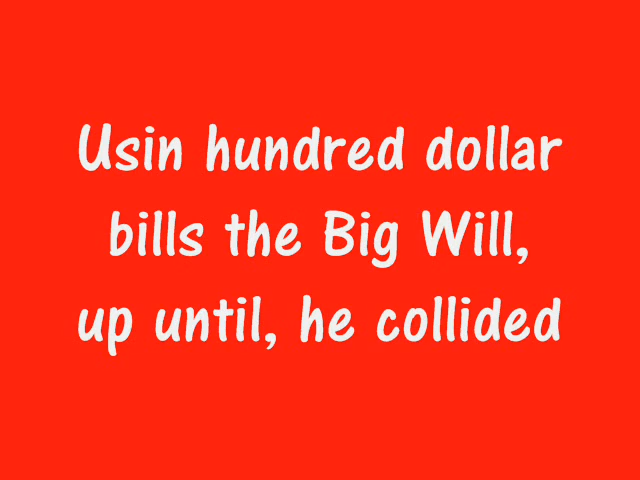 Usin hundred dollar
bills the Big Will,
up until, he collided